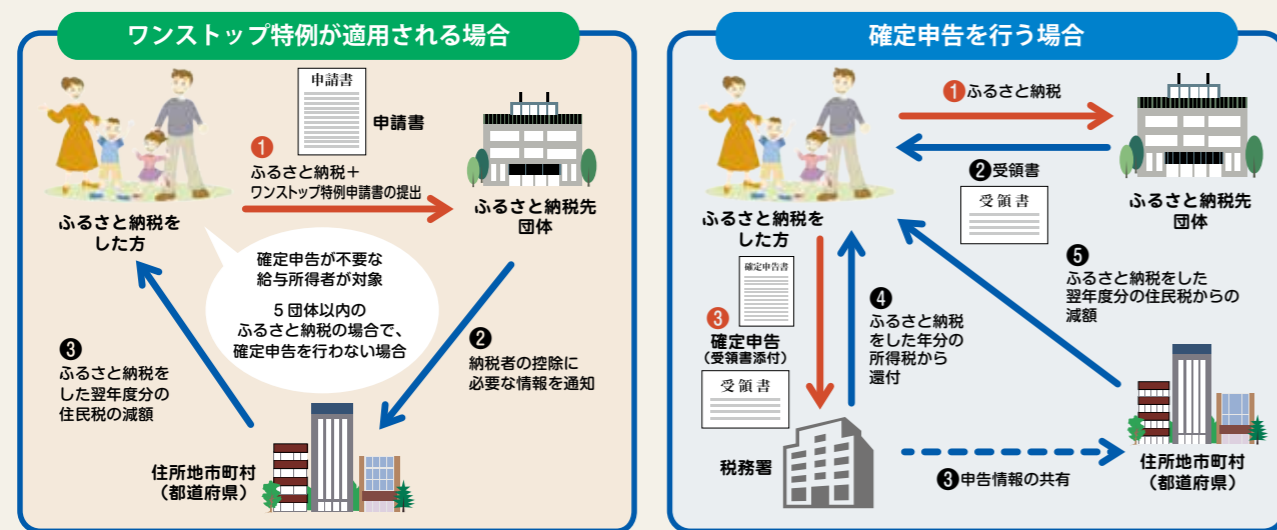 ワンストップ特例が適用される場合
申請書
申請書
❶
ふるさと納税＋
ワンストップ特例申請書の提出
ふるさと納税を
した方
ふるさと納税先
団体
確定申告が不要な
給与所得者が対象
5団体以内の
ふるさと納税の場合で、
確定申告を行わない場合
❷
納税者の控除に
必要な情報を通知
❸
ふるさと納税を
した翌年度分の
住民税の減額
住所地市町村
（都道府県）
確定申告を行う場合
❶ふるさと納税
❷受領書
受領書
ふるさと納税を
した方
ふるさと納税先
団体
確定申告書
❸
確定申告
（受領書添付）
受領書
❹
ふるさと納税
をした年分の
所得税から
還付
❺
ふるさと納税をした
翌年度分の住民税からの
減額
税務署
❸申告情報の共有
住所地市町村
（都道府県）